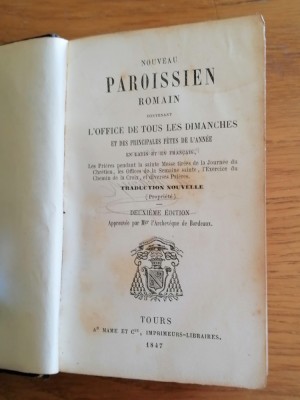 NOUVEAU
PAROISSIEN
ROMAIN
CONTENANT
L'OFFICE DE TOUS LES DIMANCHES
ET DES PRINCIPALES FÊTES DE L'ANNÉE
EN LATIN ET EN FRANÇAIS,
Les Prières pendant la sainte Messe tirées de la Journée du
Chrétien, les Offices de la Semaine sainte, l'Exercice du
Chemin de la Croix, et diverses Prières.
TRADUCTION NOUVELLE
(Propriété)
DEUXIÈME ÉDITION
Approuvée par Mgr l'Archevêque de Bordeaux.
TOURS
Ad MAME ET Cie, IMPRIMEURS-LIBRAIRES,
1847